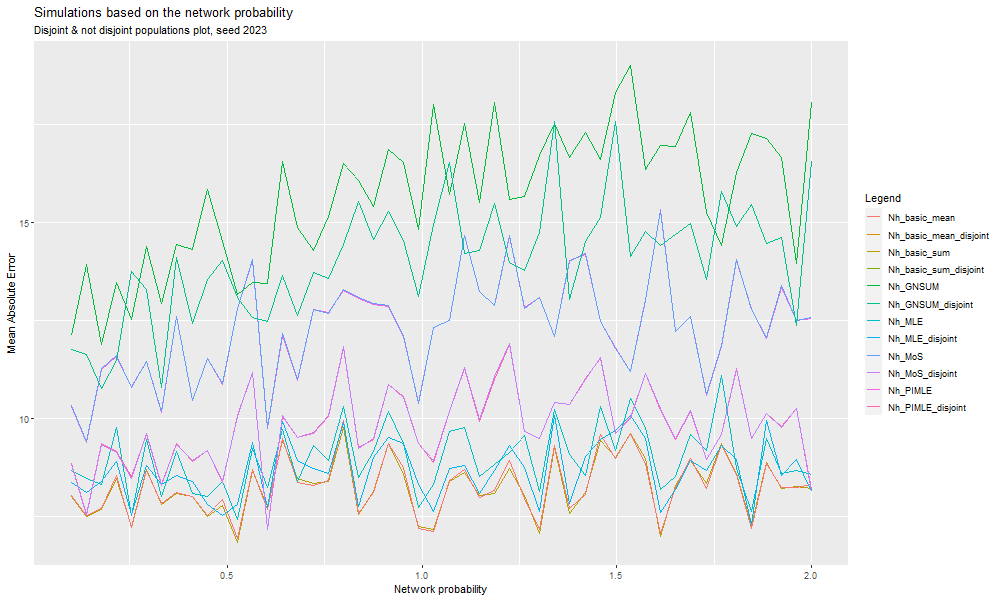 Simulations based on the network probability
Disjoint & not disjoint populations plot, seed 2023
Mean Absolute Error
15
10
0.5
1.0
1.5
2.0
Network probability
Legend
Nh_basic_mean
Nh_basic_mean_disjoint
Nh_basic_sum
Nh_basic_sum_disjoint
Nh_GNSUM
Nh_GNSUM_disjoint
Nh_MLE
Nh_MLE_disjoint
Nh_MoS
Nh_MoS_disjoint
Nh_PIMLE
Nh_PIMLE_disjoint